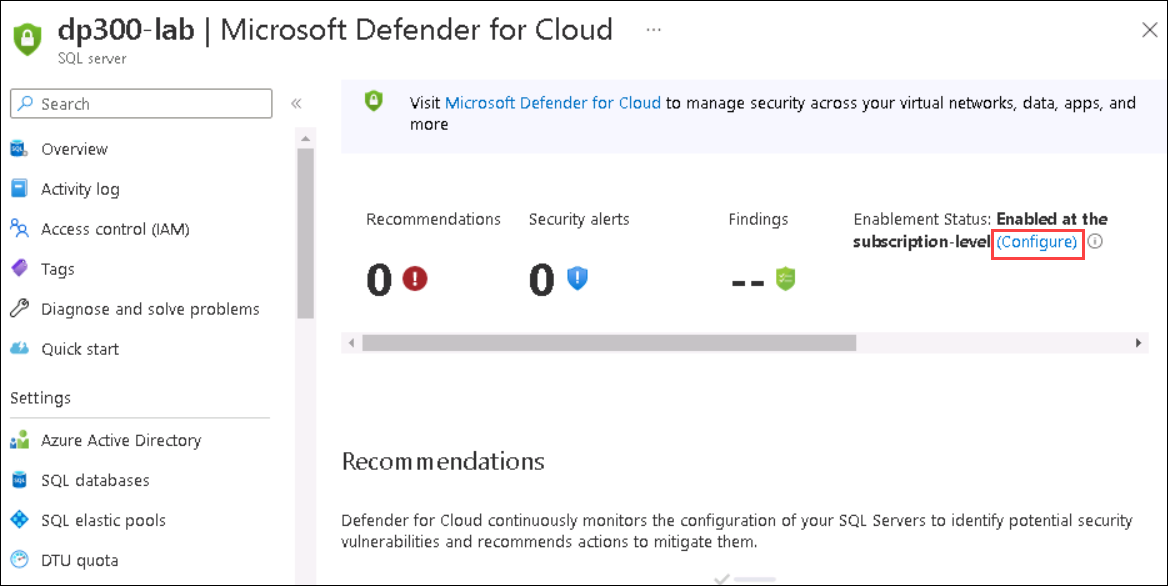 dp300-lab | Microsoft Defender for Cloud ...
SQL server
Search
«
Overview
Activity log
Access control (IAM)
Tags
Diagnose and solve problems
Quick start
Settings
Azure Active Directory
SQL databases
SQL elastic pools
DTU quota
Visit Microsoft Defender for Cloud to manage security across your virtual networks, data, apps, and
more
Recommendations
0
Security alerts
0
Findings
--
Enablement Status: Enabled at the
subscription-level (Configure)
Recommendations
Defender for Cloud continuously monitors the configuration of your SQL Servers to identify potential security
vulnerabilities and recommends actions to mitigate them.